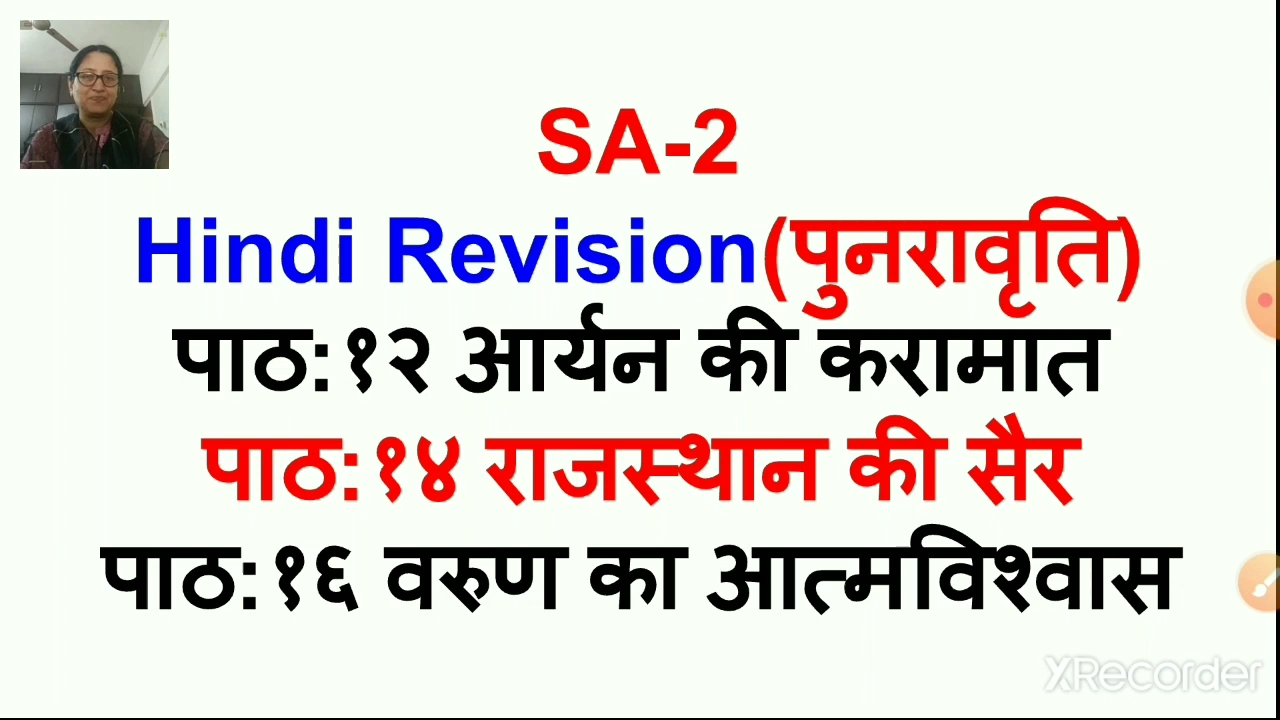 SA-2
Hindi Revision(पुनरावृति)
पाठ:१२ आर्यन की करामात
पाठ:१४ राजस्थान की सैर
पाठ:१६ वरुण का आत्मविश्वास
XRecorder